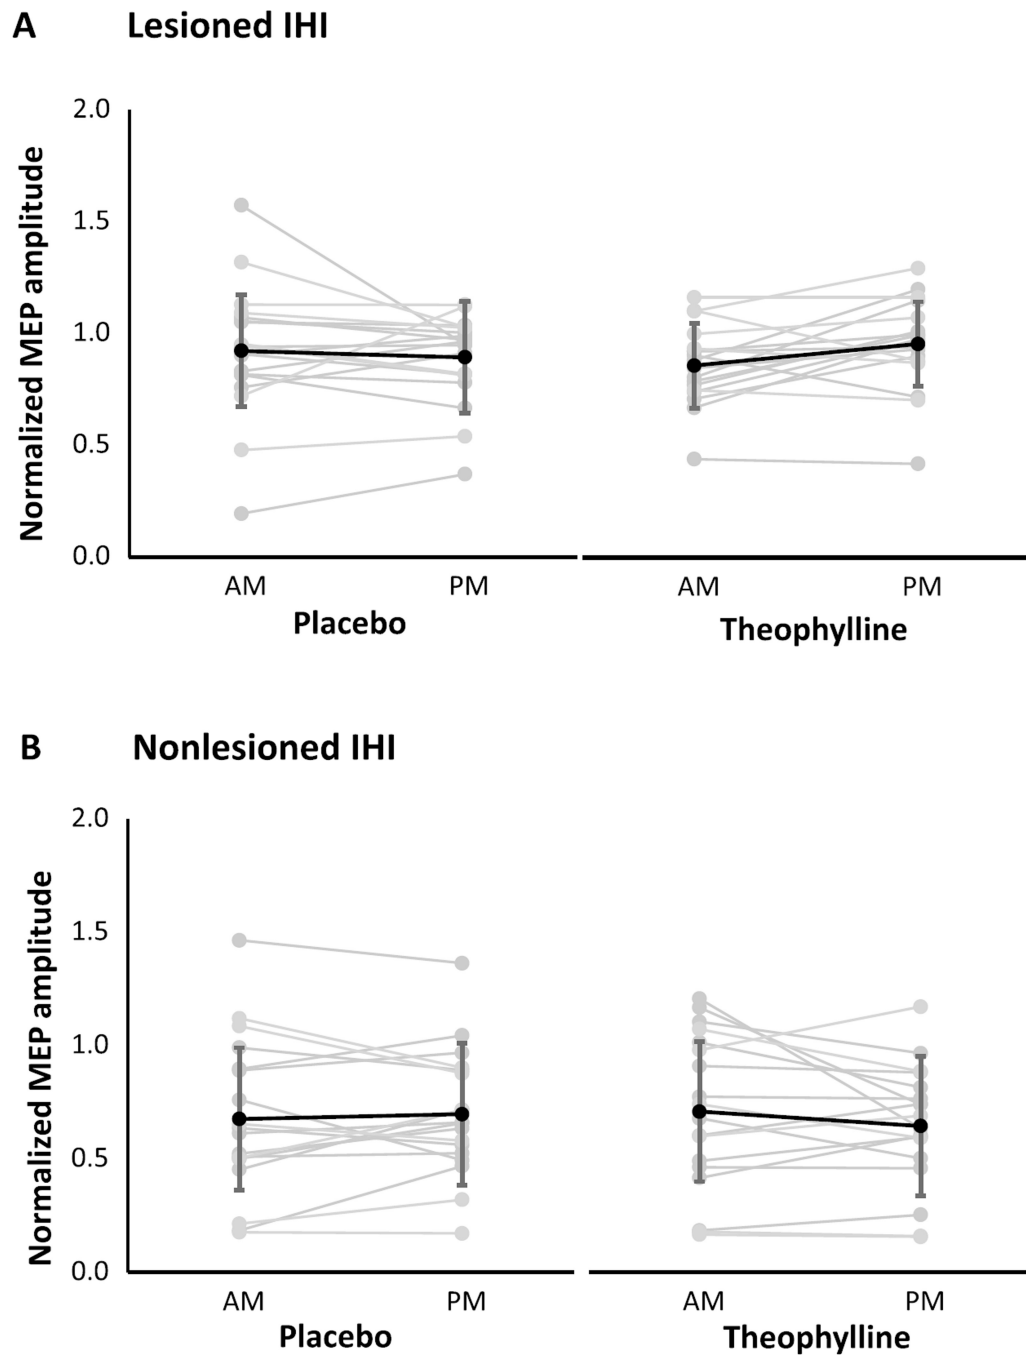 A Lesioned IHI
Normalized MEP amplitude
2.0
1.5
1.0
0.5
0.0
AM PM AM PM
Placebo Theophylline
B Nonlesioned IHI
Normalized MEP amplitude
2.0
1.5
1.0
0.5
0.0
AM PM AM PM
Placebo Theophylline